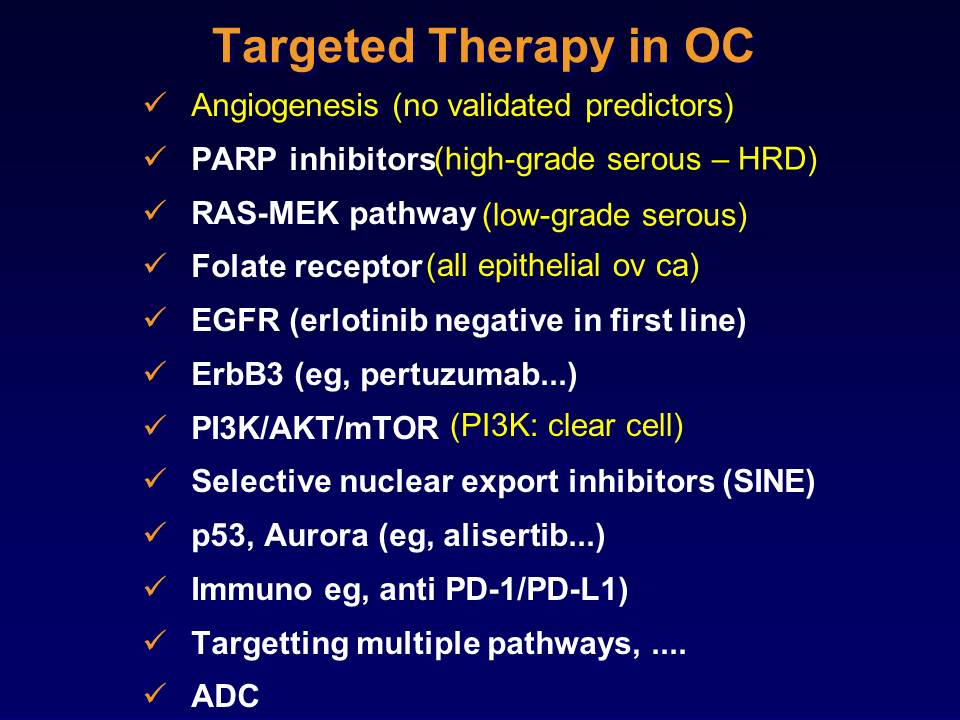 Targeted Therapy in OC
✓ Angiogenesis (no validated predictors)
✓ PARP inhibitors(high-grade serous – HRD)
✓ RAS-MEK pathway (low-grade serous)
✓ Folate receptor (all epithelial ov ca)
✓ EGFR (erlotinib negative in first line)
✓ ErbB3 (eg, pertuzumab...)
✓ PI3K/AKT/mTOR (PI3K: clear cell)
✓ Selective nuclear export inhibitors (SINE)
✓ p53, Aurora (eg, alisertib...)
✓ Immuno eg, anti PD-1/PD-L1)
✓ Targetting multiple pathways, ....
✓ ADC